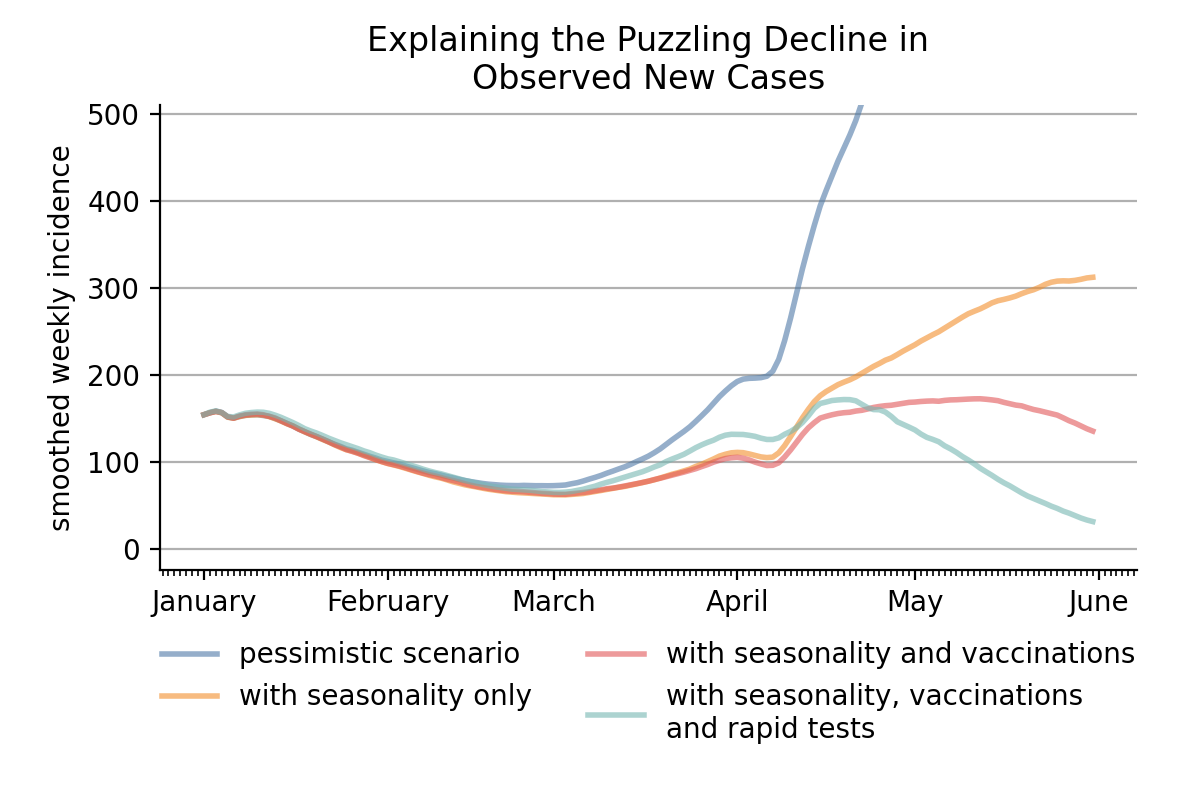 Explaining the Puzzling Decline in
Observed New Cases
smoothed weekly incidence
500
400
300
200
100
0
January February March April May June
pessimistic scenario
with seasonality only
with seasonality and vaccinations
with seasonality, vaccinations
and rapid tests